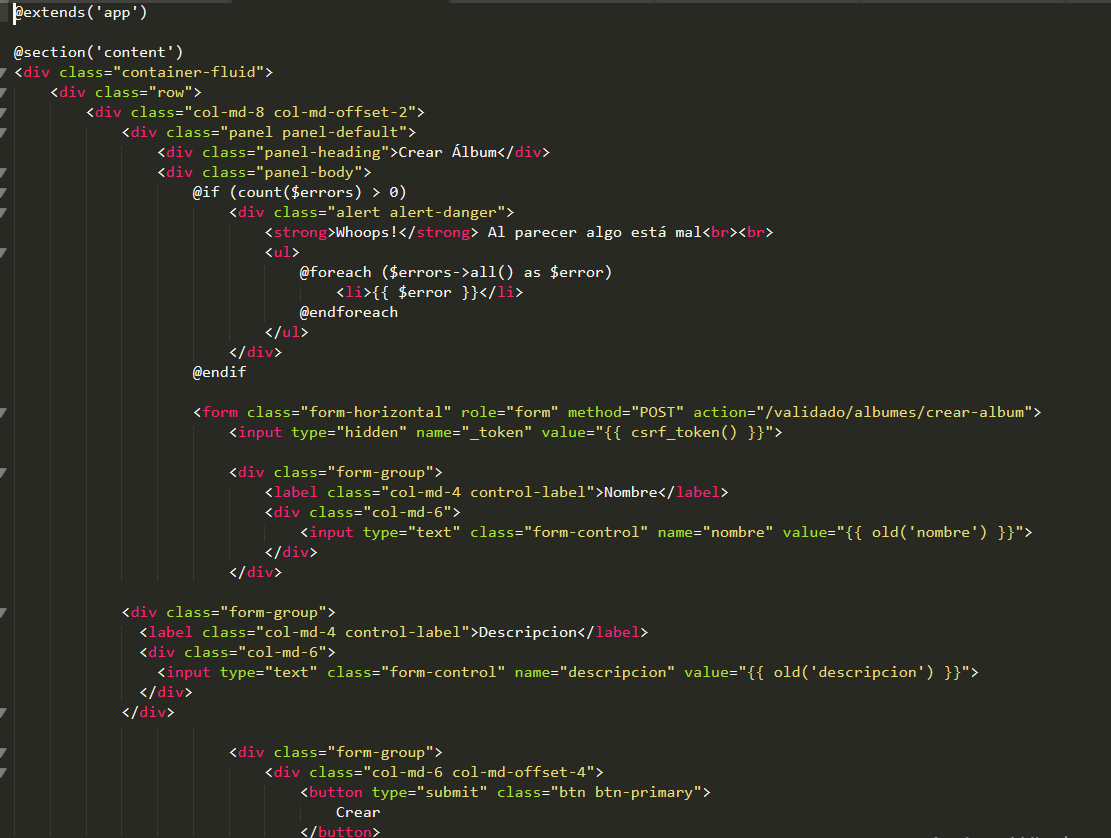 @extends('app')
@section('content')
<div class="container-fluid">
<div class="row">
<div class="col-md-8 col-md-offset-2">
<div class="panel panel-default">
<div class="panel-heading">Crear Álbum</div>
<div class="panel-body">
@if (count($errors) > 0)
<div class="alert alert-danger">
<strong>Whoops!</strong> Al parecer algo está mal<br><br>
<ul>
@foreach ($errors->all() as $error)
<li>{{ $error }}</li>
@endforeach
</ul>
</div>
@endif
<form class="form-horizontal" role="form" method="POST" action="/validado/albumes/crear-album">
<input type="hidden" name="_token" value="{{ csrf_token() }}">
<div class="form-group">
<label class="col-md-4 control-label">Nombre</label>
<div class="col-md-6">
<input type="text" class="form-control" name="nombre" value="{{ old('nombre') }}">
</div>
</div>
<div class="form-group">
<label class="col-md-4 control-label">Descripcion</label>
<div class="col-md-6">
<input type="text" class="form-control" name="descripcion" value="{{ old('descripcion') }}">
</div>
</div>
<div class="form-group">
<div class="col-md-6 col-md-offset-4">
<button type="submit" class="btn btn-primary">
Crear
</button>